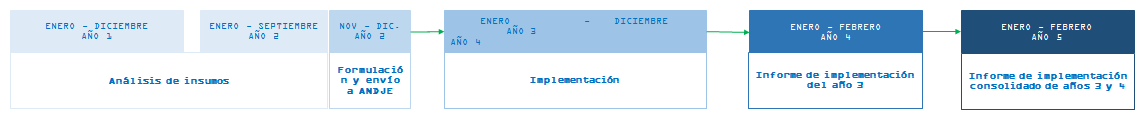 ENERO – DICIEMBRE
AÑO 1
ENERO – SEPTIEMBRE
AÑO 2
NOV – DIC.
AÑO 2
ENERO – DICIEMBRE
AÑO 3
AÑO 4
ENERO – FEBRERO
AÑO 4
ENERO – FEBRERO
AÑO 5
Análisis de insumos
Formulació
n y envío
a ANDJE
Implementación
Informe de implementación
del año 3
Informe de implementación
consolidado de años 3 y 4